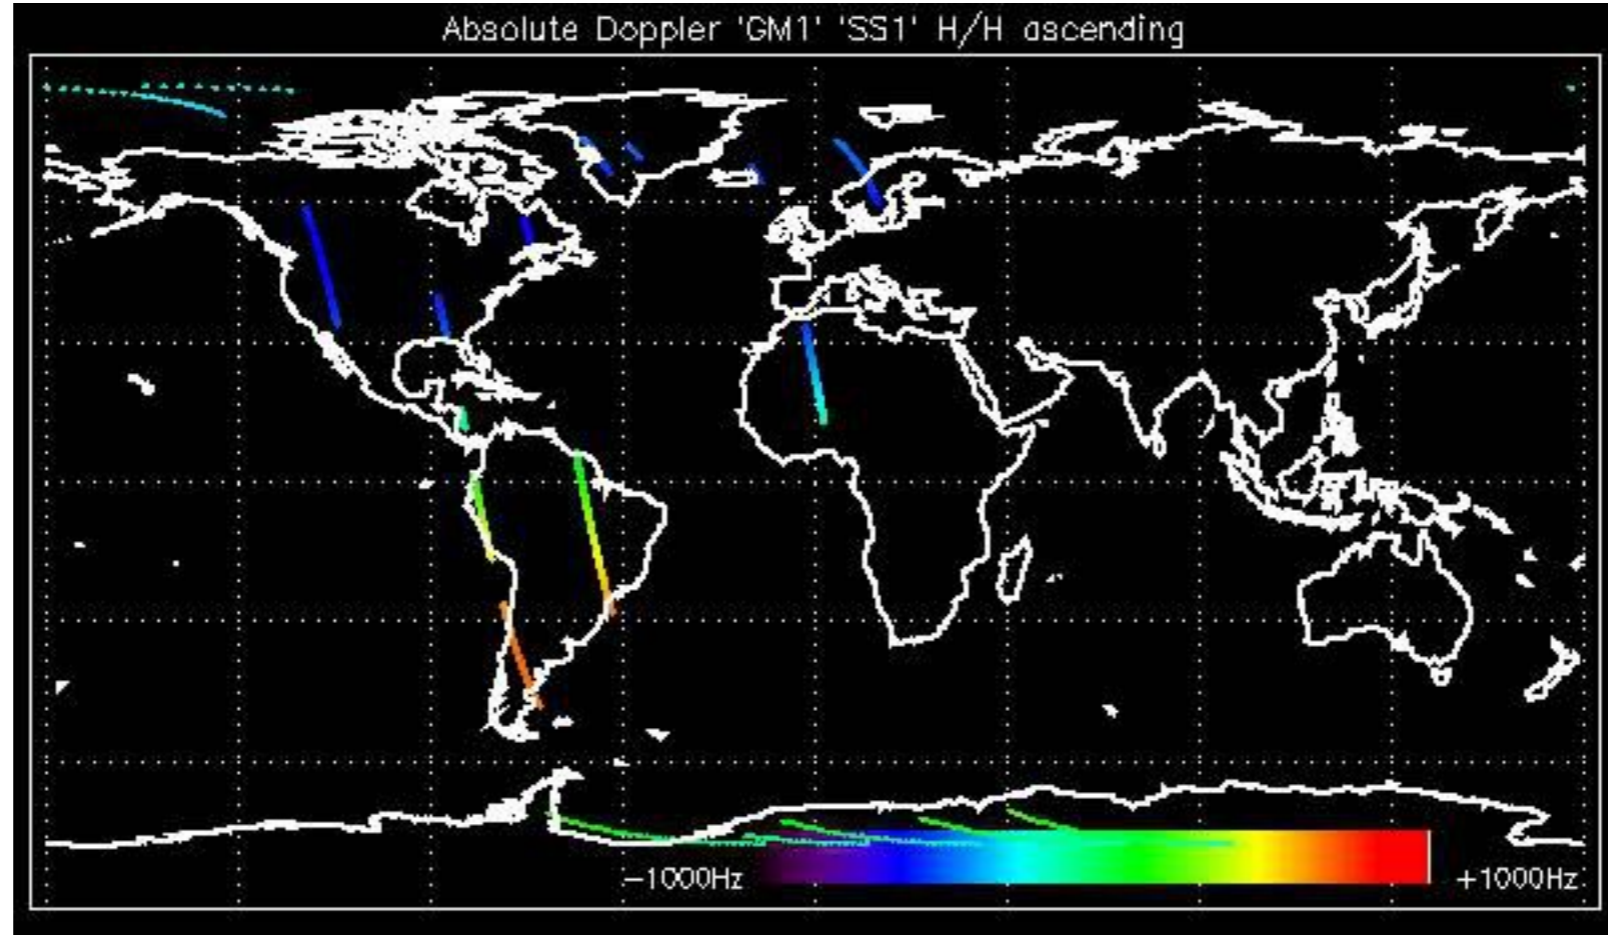 Absolute Doppler 'GM1' 'SS1' H/H ascending
−1000Hz +1000Hz